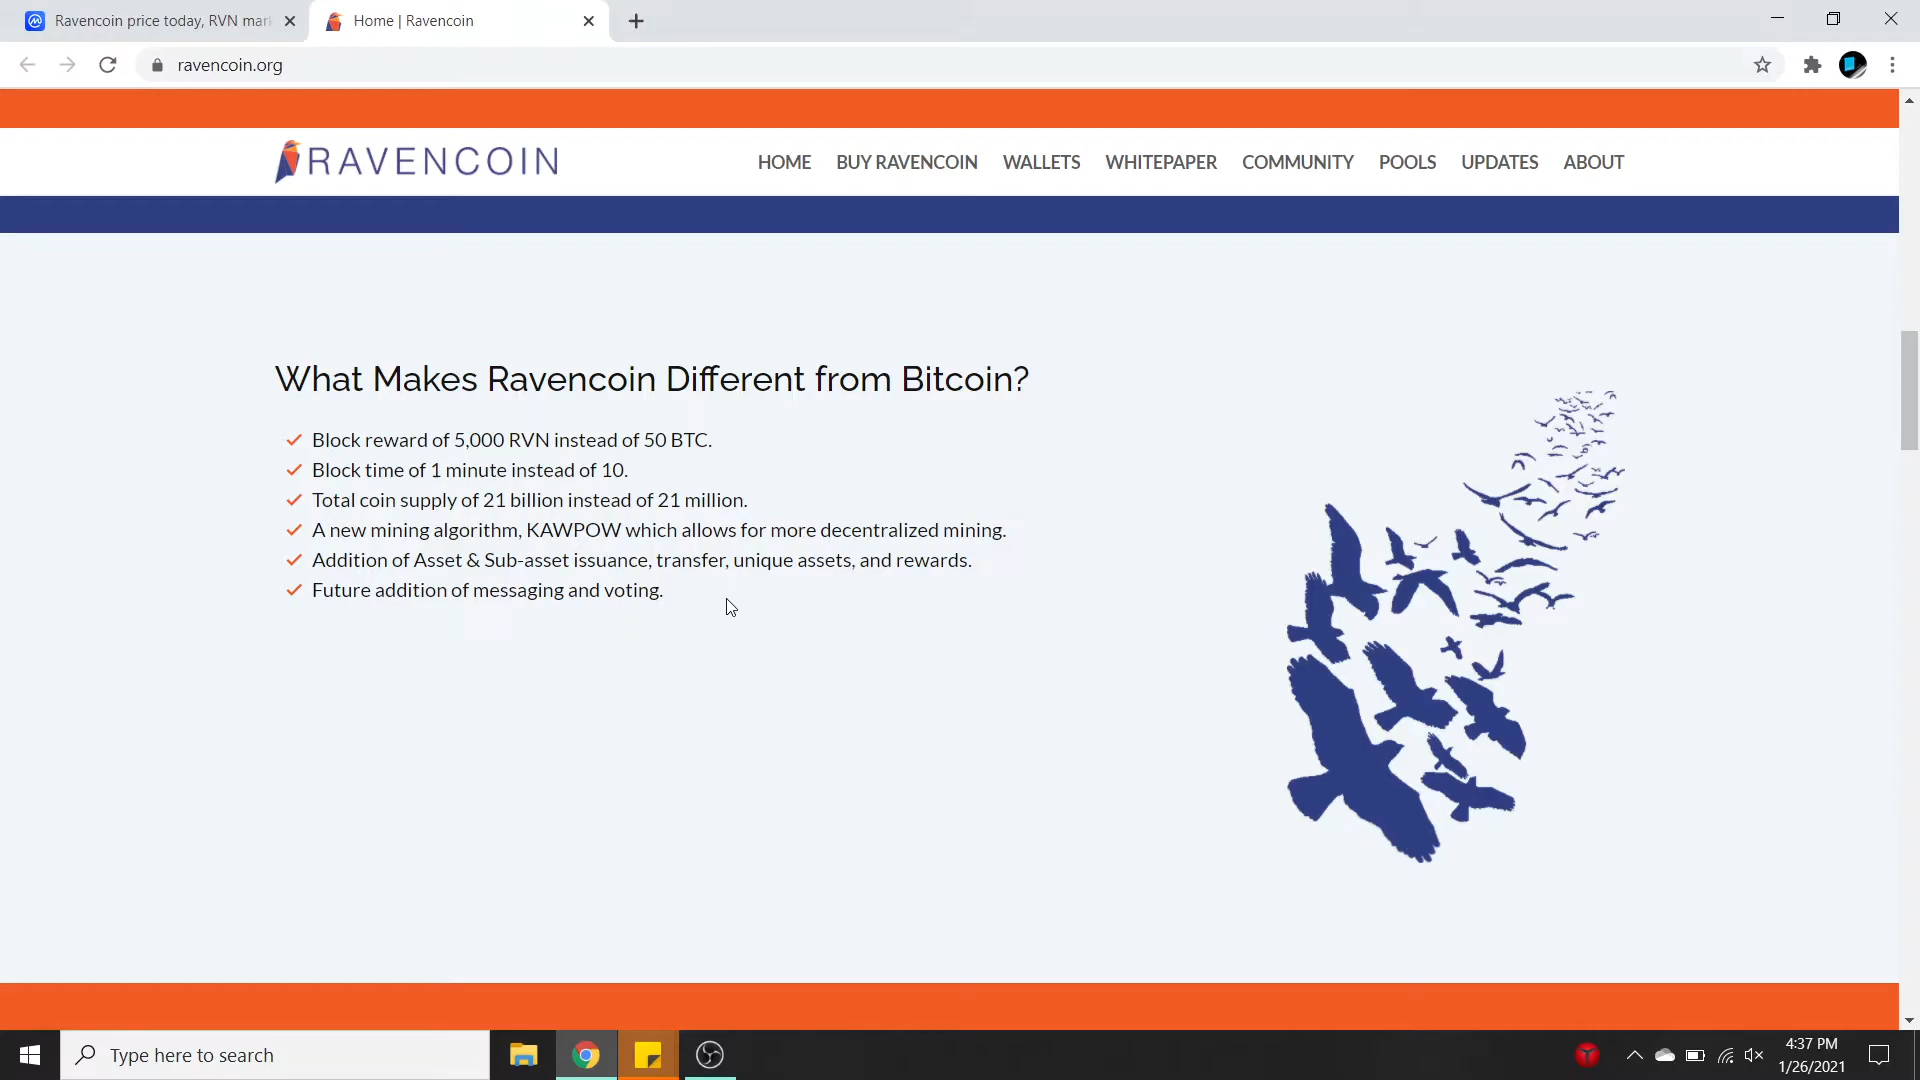 Ravencoin price today, RVN mar
Home | Ravencoin
ravencoin.org
RAVENCOIN
HOME BUY RAVENCOIN WALLETS WHITEPAPER COMMUNITY POOLS UPDATES ABOUT
What Makes Ravencoin Different from Bitcoin?
Block reward of 5,000 RVN instead of 50 BTC.
Block time of 1 minute instead of 10.
Total coin supply of 21 billion instead of 21 million.
A new mining algorithm, KAWPOW which allows for more decentralized mining.
Addition of Asset & Sub-asset issuance, transfer, unique assets, and rewards.
Future addition of messaging and voting.
Type here to search
4:37 PM
1/26/2021